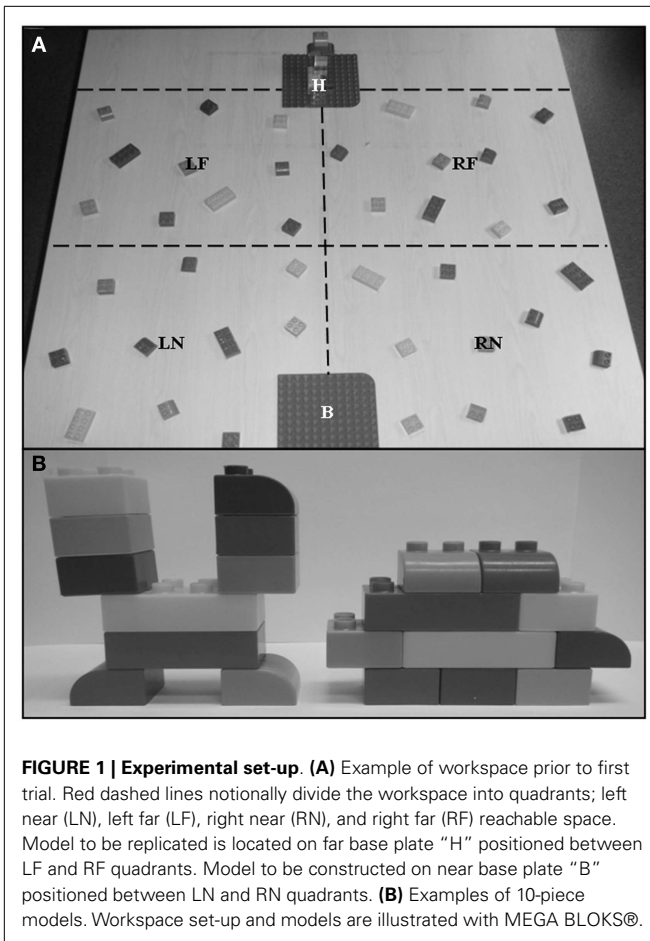 A
H
LF
RF
LN
RN
B
B
FIGURE 1 | Experimental set-up. (A) Example of workspace prior to first
trial. Red dashed lines notionally divide the workspace into quadrants; left
near (LN), left far (LF), right near (RN), and right far (RF) reachable space.
Model to be replicated is located on far base plate “H” positioned between
LF and RF quadrants. Model to be constructed on near base plate “B”
positioned between LN and RN quadrants. (B) Examples of 10-piece
models. Workspace set-up and models are illustrated with MEGA BLOKS®.